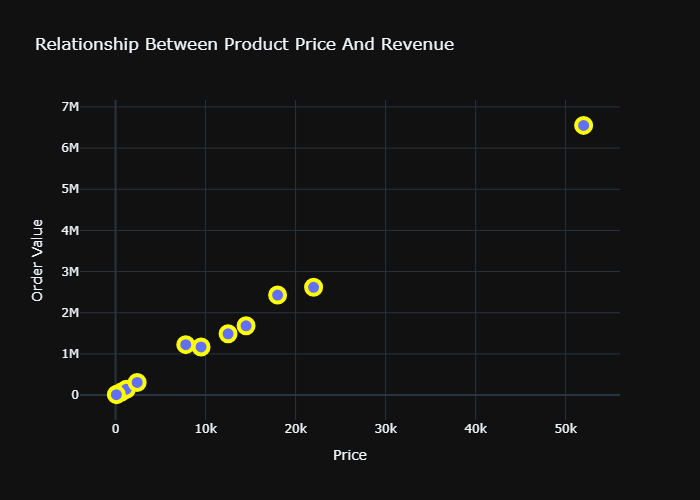 Relationship Between Product Price And Revenue
7M
6M
5M
4M
3M
2M
1M
0
Order Value
0 10k 20k 30k 40k 50k
Price